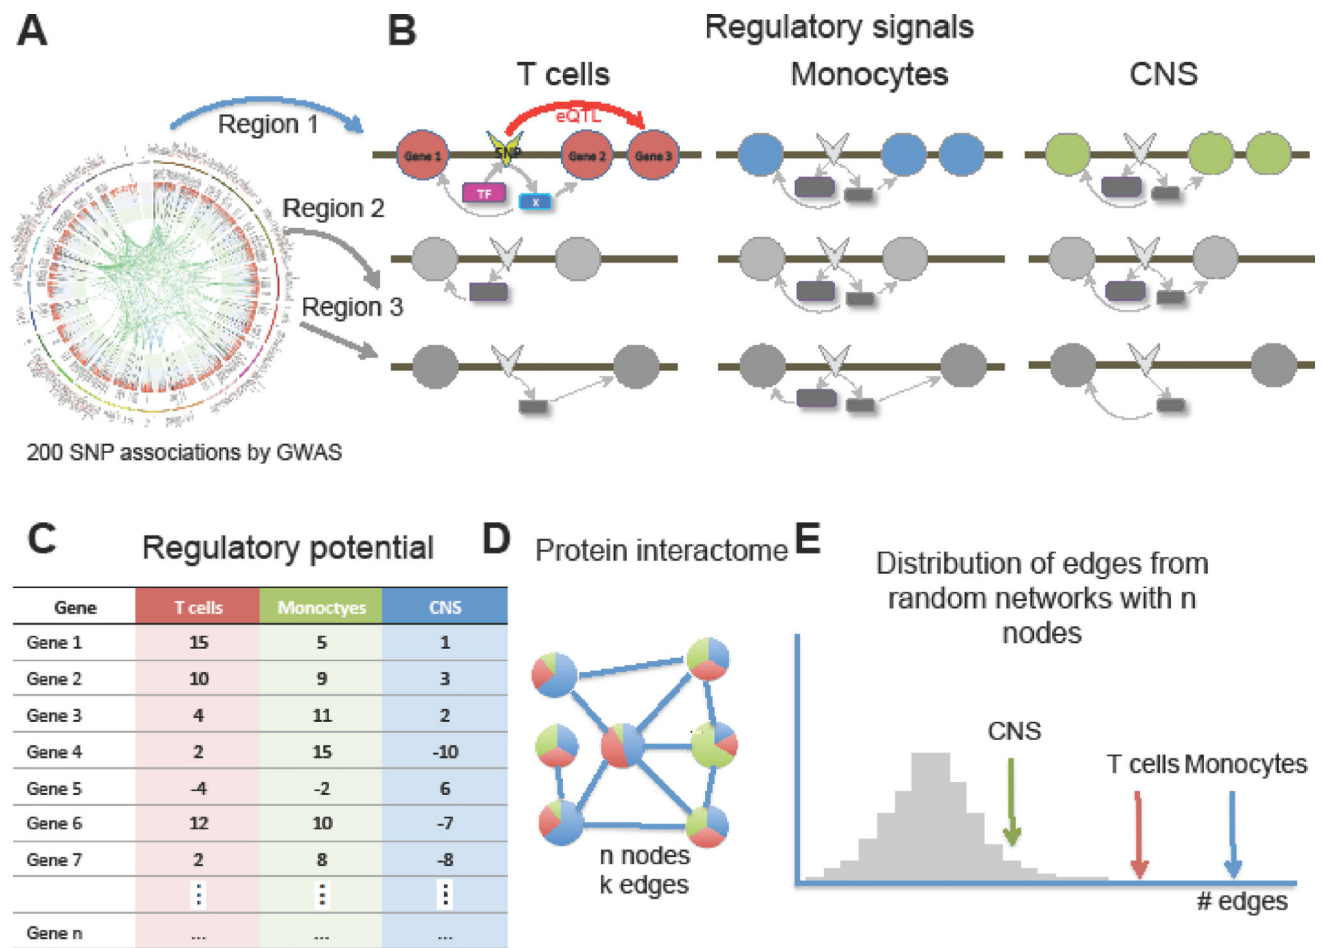 A
B
Regulatory signals
T cells
Monocytes
CNS
Region 1
Region 2
Region 3
eQTL
Gene 1
SNP
Gene 2
Gene 3
TF
X
200 SNP associations by GWAS
C
Regulatory potential
Gene T cells Monoctyes CNS
Gene 1 15 5 1
Gene 2 10 9 3
Gene 3 4 11 2
Gene 4 2 15 -10
Gene 5 -4 -2 6
Gene 6 12 10 -7
Gene 7 2 8 -8
⋮ ⋮ ⋮
Gene n ... ... ...
D
Protein interactome
n nodes
k edges
E
Distribution of edges from
random networks with n
nodes
CNS
T cells
Monocytes
# edges